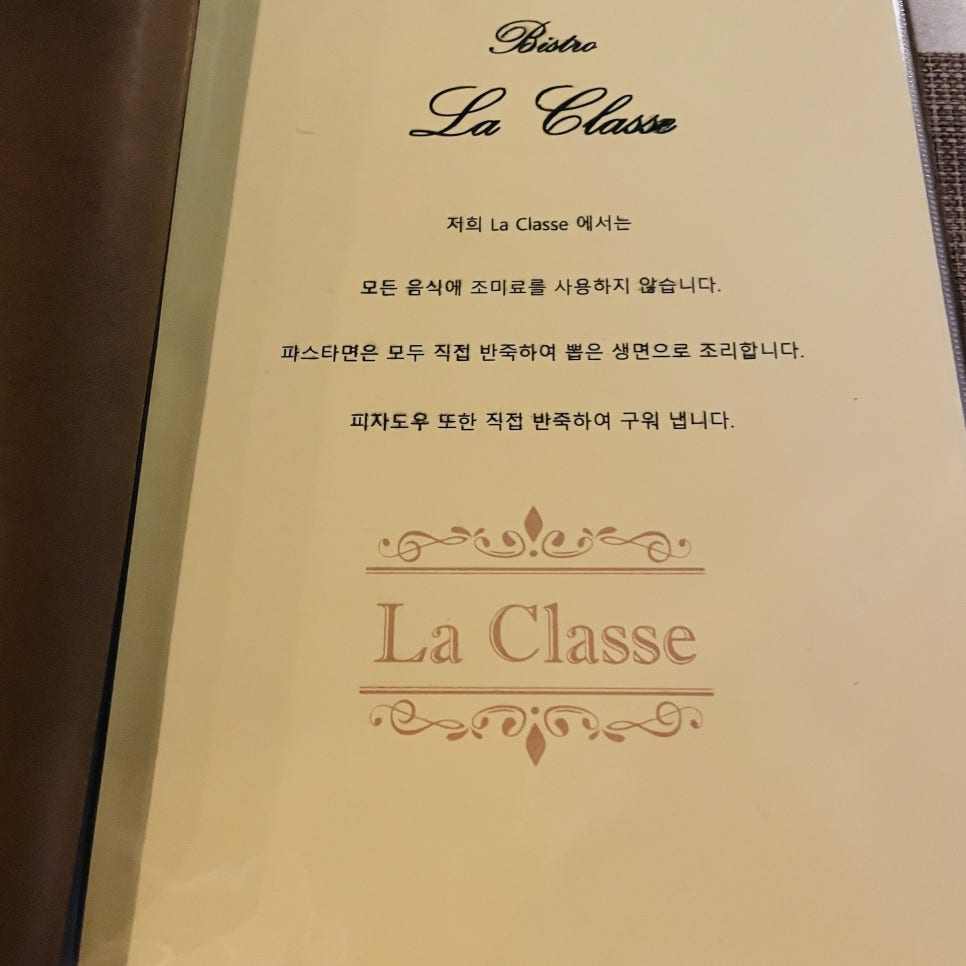 Bistro
La Classe
저희 La Classe 에서는
모든 음식에 조미료를 사용하지 않습니다.
파스타면은 모두 직접 반죽하여 뽑은 생면으로 조리합니다.
피자도우 또한 직접 반죽하여 구워 냅니다.
La Classe